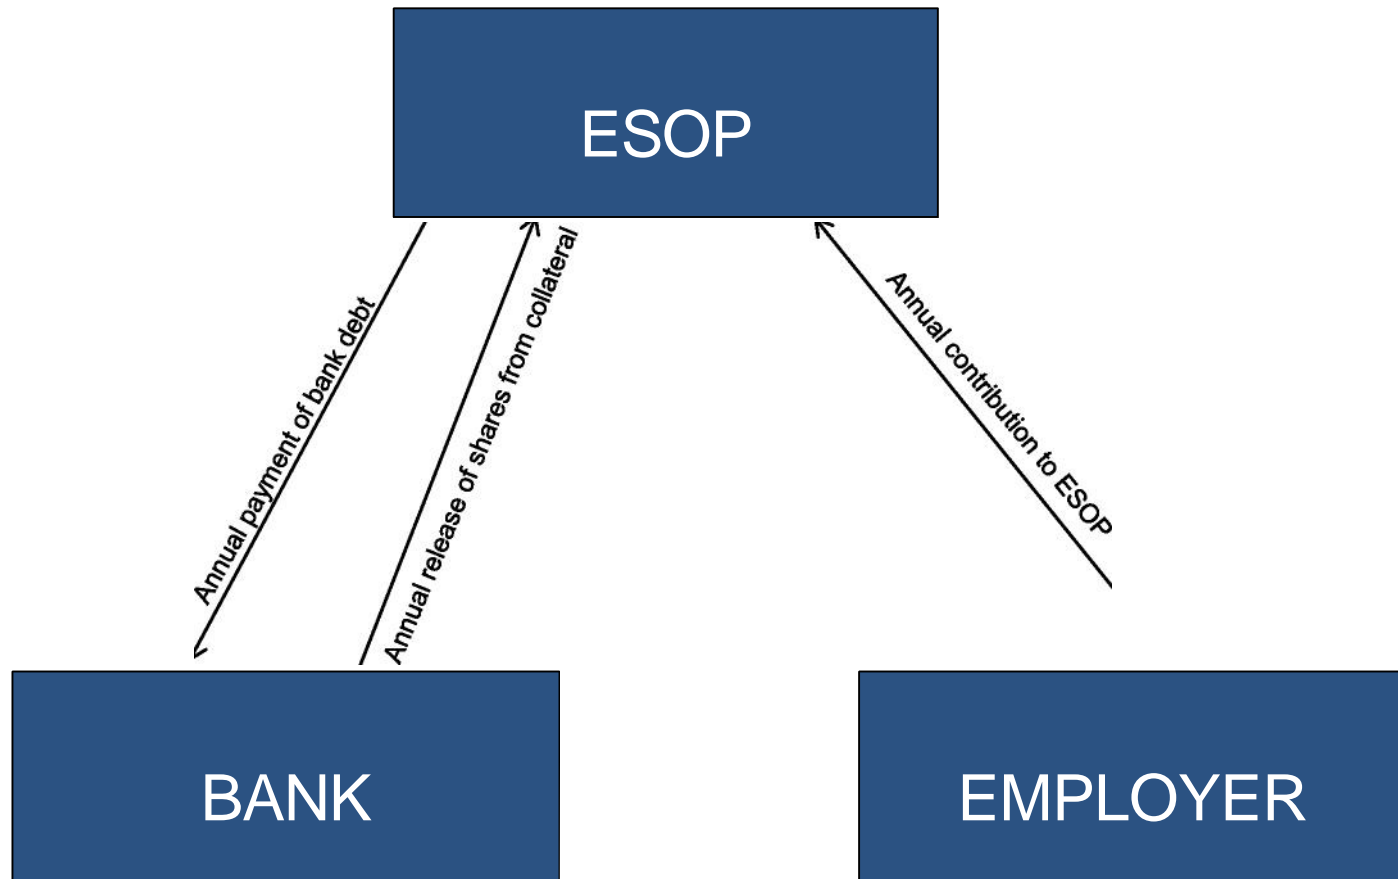 ESOP
Annual payment of bank debt
Annual release of shares from collateral
Annual contribution to ESOP
BANK
EMPLOYER